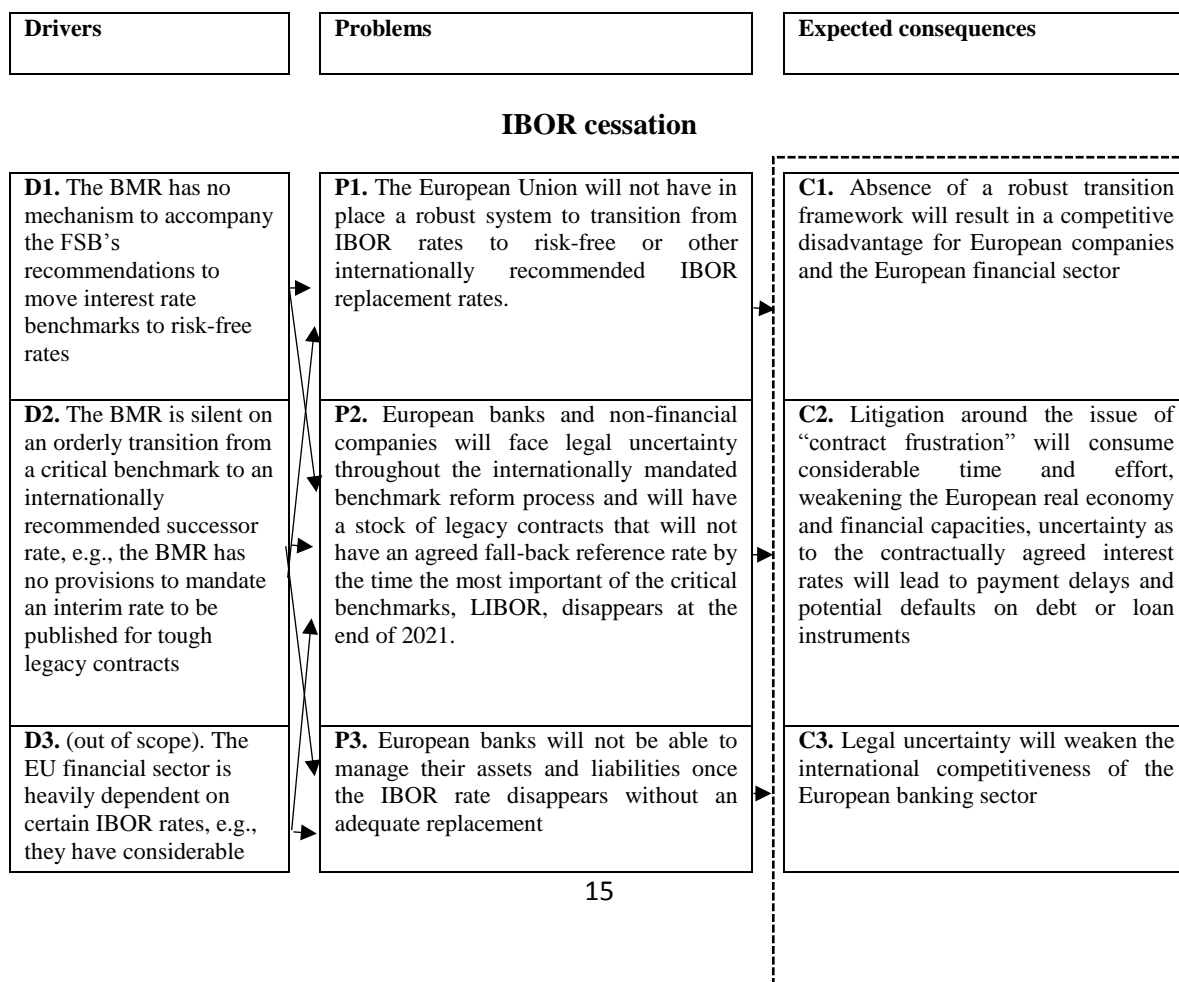 Drivers
Problems
Expected consequences
IBOR cessation
D1. The BMR has no
mechanism to accompany
the FSB's
recommendations to
move interest rate
benchmarks to risk-free
rates
P1. The European Union will not have in
place a robust system to transition from
IBOR rates to risk-free or other
internationally recommended IBOR
replacement rates.
C1. Absence of a robust transition
framework will result in a competitive
disadvantage for European companies
and the European financial sector
D2. The BMR is silent on
an orderly transition from
a critical benchmark to an
internationally
recommended successor
rate, e.g., the BMR has
no provisions to mandate
an interim rate to be
published for tough
legacy contracts
P2. European banks and non-financial
companies will face legal uncertainty
throughout the internationally mandated
benchmark reform process and will have
a stock of legacy contracts that will not
have an agreed fall-back reference rate by
the time the most important of the critical
benchmarks, LIBOR, disappears at the
end of 2021.
C2. Litigation around the issue of
“contract frustration” will consume
considerable time and effort,
weakening the European real economy
and financial capacities, uncertainty as
to the contractually agreed interest
rates will lead to payment delays and
potential defaults on debt or loan
instruments
D3. (out of scope). The
EU financial sector is
heavily dependent on
certain IBOR rates, e.g.,
they have considerable
P3. European banks will not be able to
manage their assets and liabilities once
the IBOR rate disappears without an
adequate replacement
C3. Legal uncertainty will weaken the
international competitiveness of the
European banking sector
15